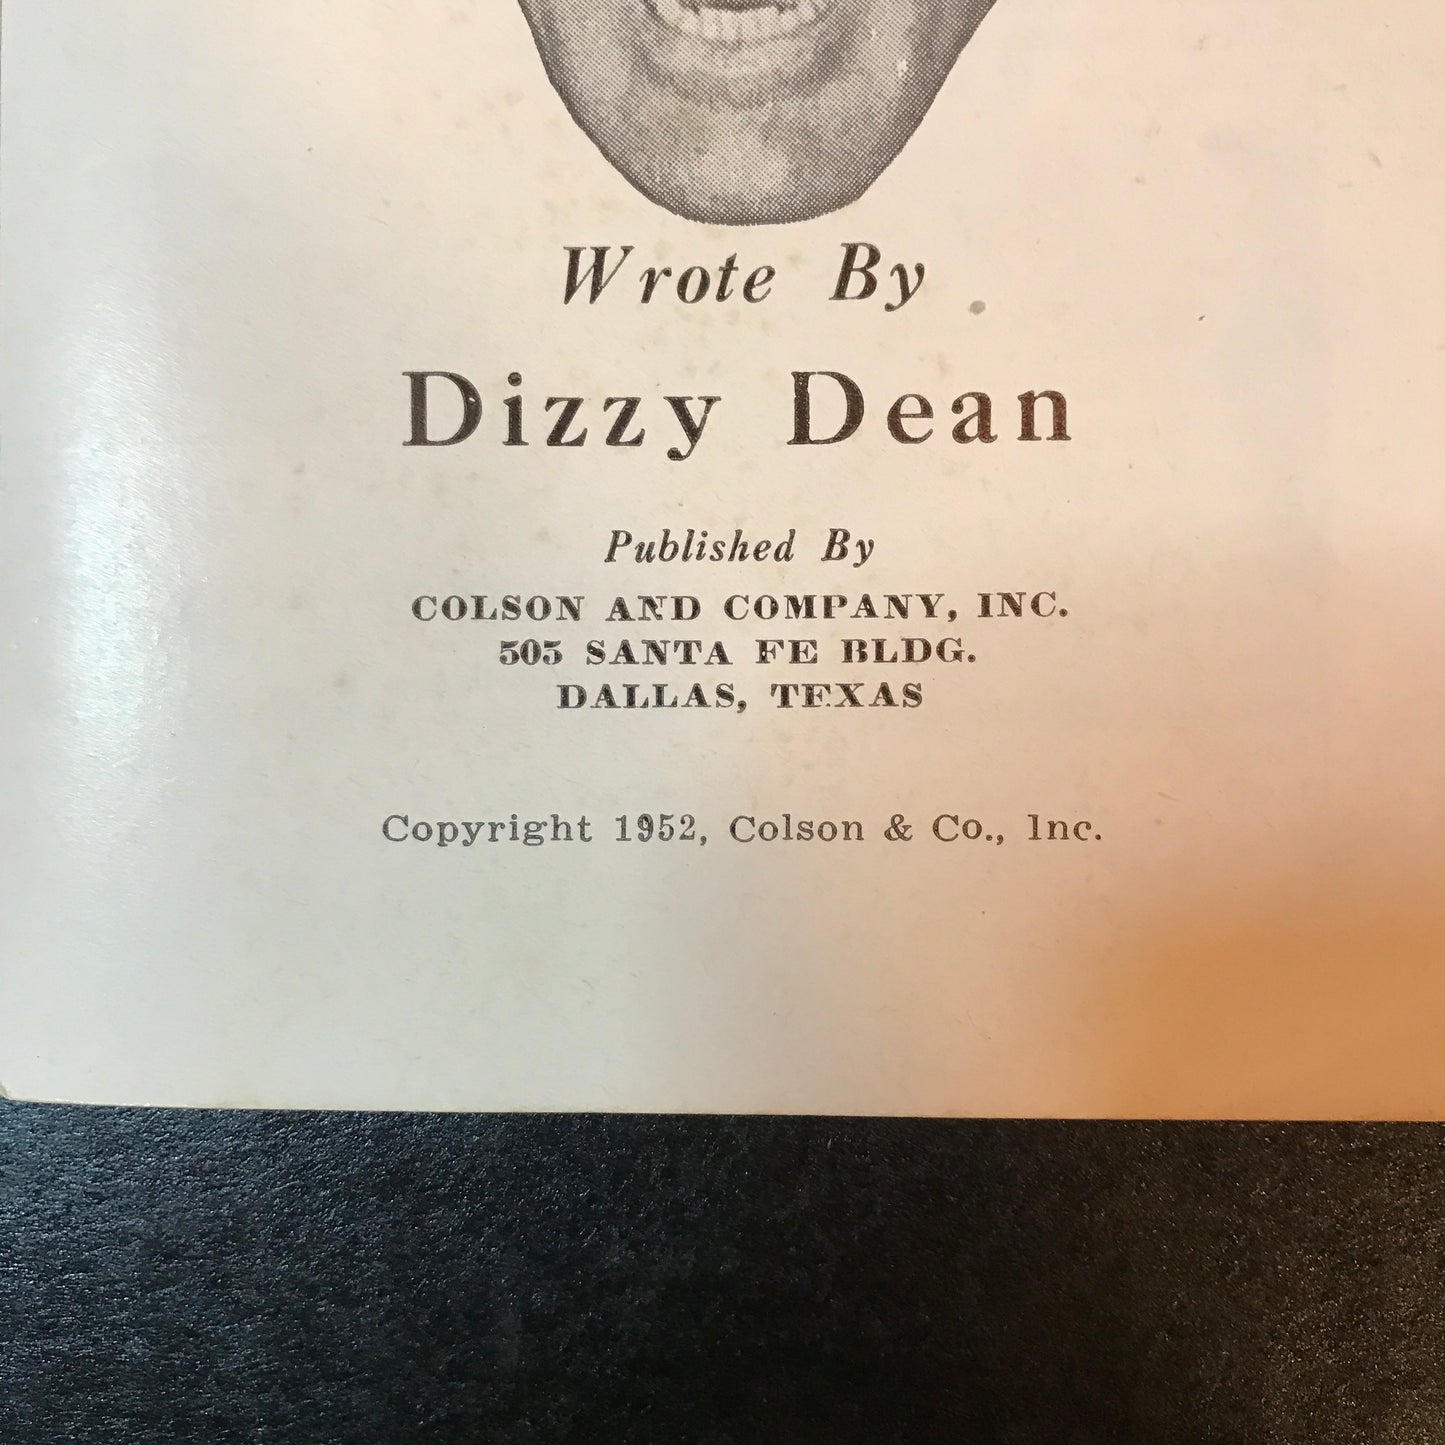 Wrote By
Dizzy Dean
Published By
COLSON AND COMPANY, INC.
505 SANTA FE BLDG.
DALLAS, TEXAS
Copyright 1952, Colson & Co., Inc.